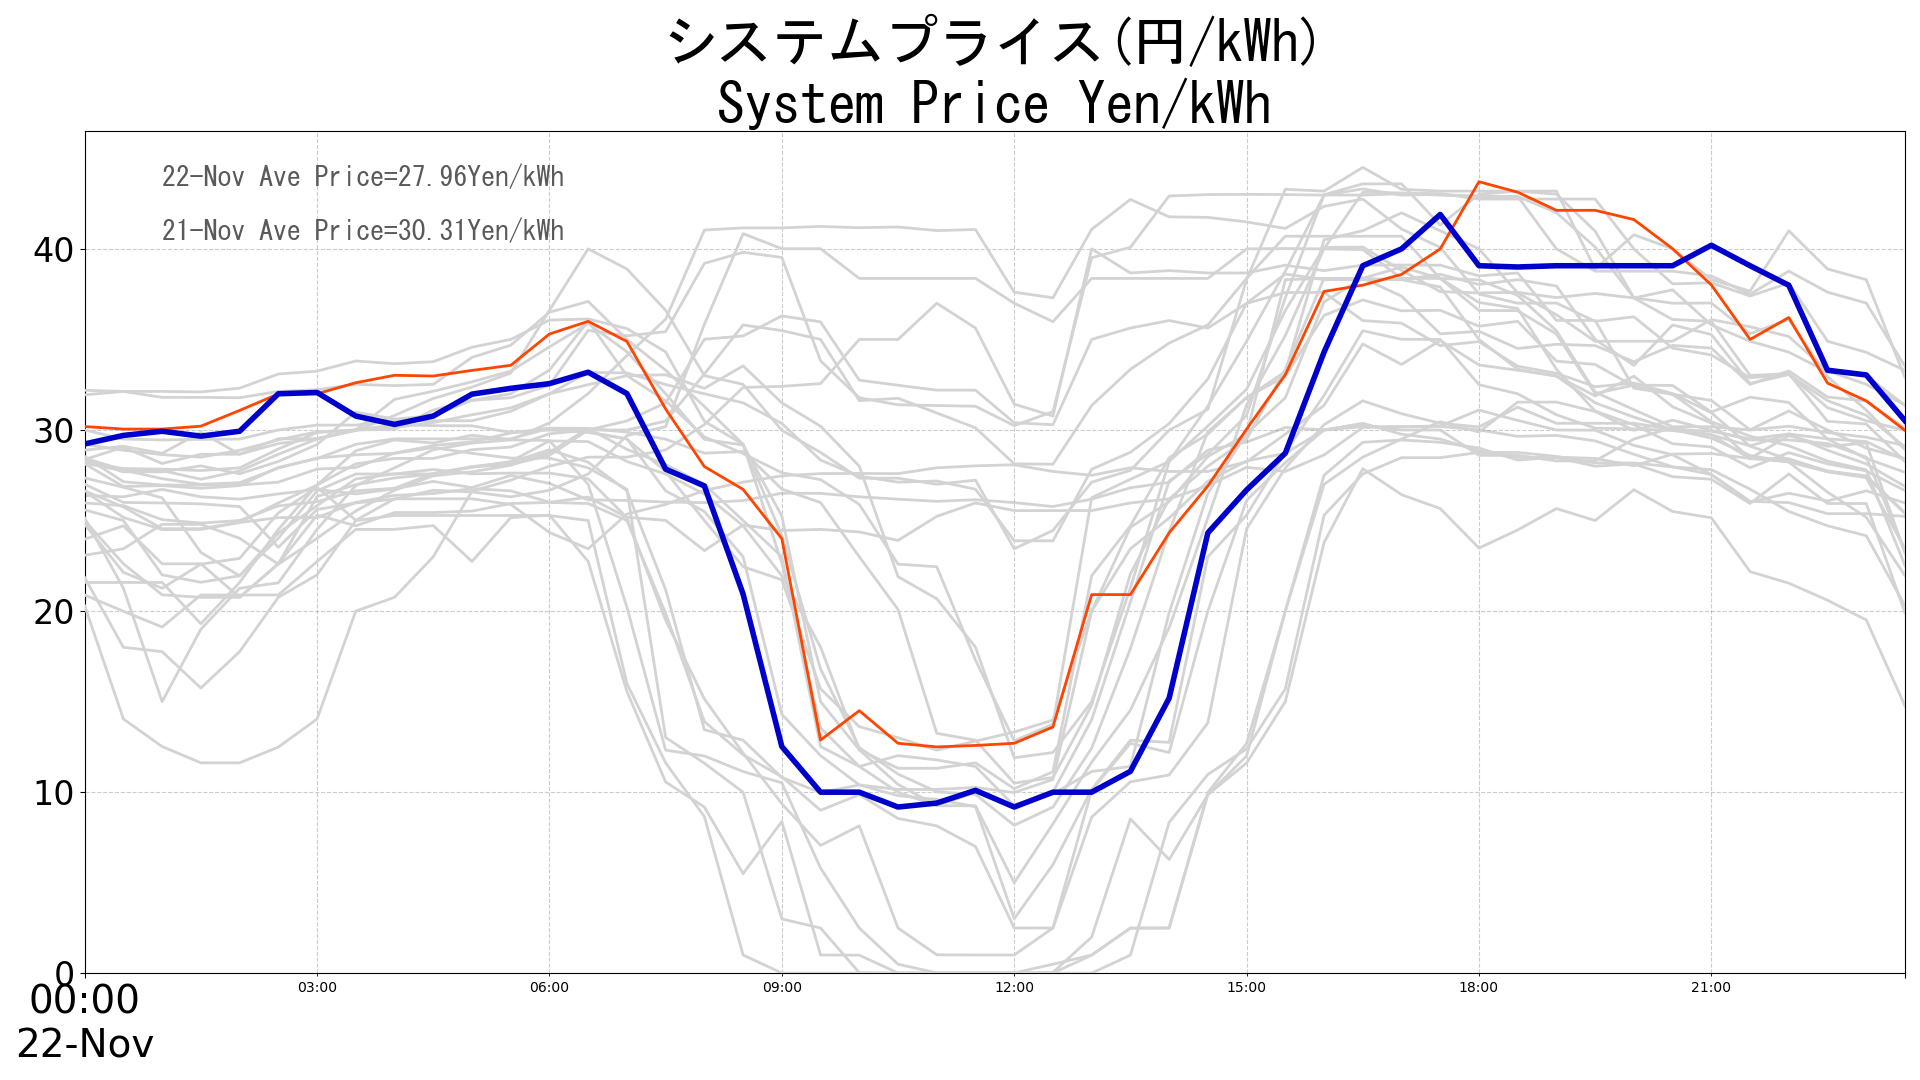 システムプライス(円/kWh)
System Price Yen/kWh
22-Nov Ave Price=27.96Yen/kWh
21-Nov Ave Price=30.31Yen/kWh
40
30
20
10
0
00:00 03:00 06:00 09:00 12:00 15:00 18:00 21:00
22-Nov